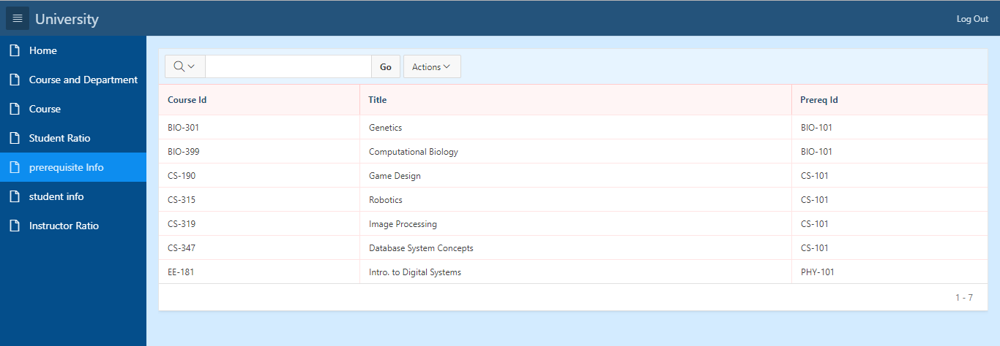 University
Log Out
Home
Course and Department
Course
Student Ratio
prerequisite Info
student info
Instructor Ratio
Go
Actions
Course Id Title Prereq Id
BIO-301 Genetics BIO-101
BIO-399 Computational Biology BIO-101
CS-190 Game Design CS-101
CS-315 Robotics CS-101
CS-319 Image Processing CS-101
CS-347 Database System Concepts CS-101
EE-181 Intro. to Digital Systems PHY-101
1 - 7